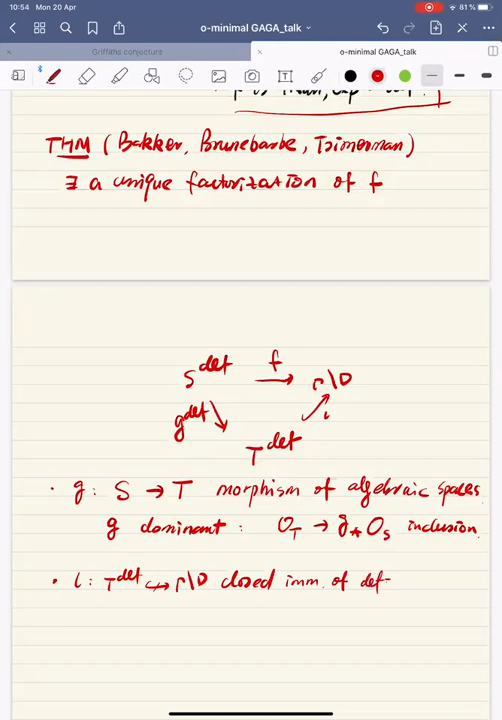 10:54 Mon 20 Apr
81%
o-minimal GAGA_talk
Griffiths conjecture
o-minimal GAGA_talk
THM (Bakker, Brunebarbe, Tsimerman)
∃ a unique factorization of f
S^def →^f Γ\D
g^def ↘ ↗ ι
T^def
· g: S → T morphism of algebraic spaces
g dominant: O_T → g_* O_S inclusion.
· ι: T^def ↪ Γ\D closed imm. of def